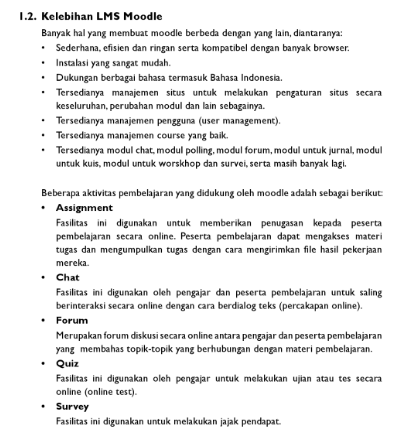 1.2. Kelebihan LMS Moodle
Banyak hal yang membuat moodle berbeda dengan yang lain, diantaranya:
• Sederhana, efisien dan ringan serta kompatibel dengan banyak browser.
• Instalasi yang sangat mudah.
• Dukungan berbagai bahasa termasuk Bahasa Indonesia.
• Tersedianya manajemen situs untuk melakukan pengaturan situs secara
keseluruhan, perubahan modul dan lain sebagainya.
• Tersedianya manajemen pengguna (user management).
• Tersedianya manajemen course yang baik.
• Tersedianya modul chat, modul polling, modul forum, modul untuk jurnal, modul
untuk kuis, modul untuk worskhop dan survei, serta masih banyak lagi.
Beberapa aktivitas pembelajaran yang didukung oleh moodle adalah sebagai berikut:
• Assignment
Fasilitas ini digunakan untuk memberikan penugasan kepada peserta
pembelajaran secara online. Peserta pembelajaran dapat mengakses materi
tugas dan mengumpulkan tugas dengan cara mengirimkan file hasil pekerjaan
mereka.
• Chat
Fasilitas ini digunakan oleh pengajar dan peserta pembelajaran untuk saling
berinteraksi secara online dengan cara berdialog teks (percakapan online).
• Forum
Merupakan forum diskusi secara online antara pengajar dan peserta pembelajaran
yang membahas topik-topik yang berhubungan dengan materi pembelajaran.
• Quiz
Fasilitas ini digunakan oleh pengajar untuk melakukan ujian atau tes secara
online (online test).
• Survey
Fasilitas ini digunakan untuk melakukan jajak pendapat.